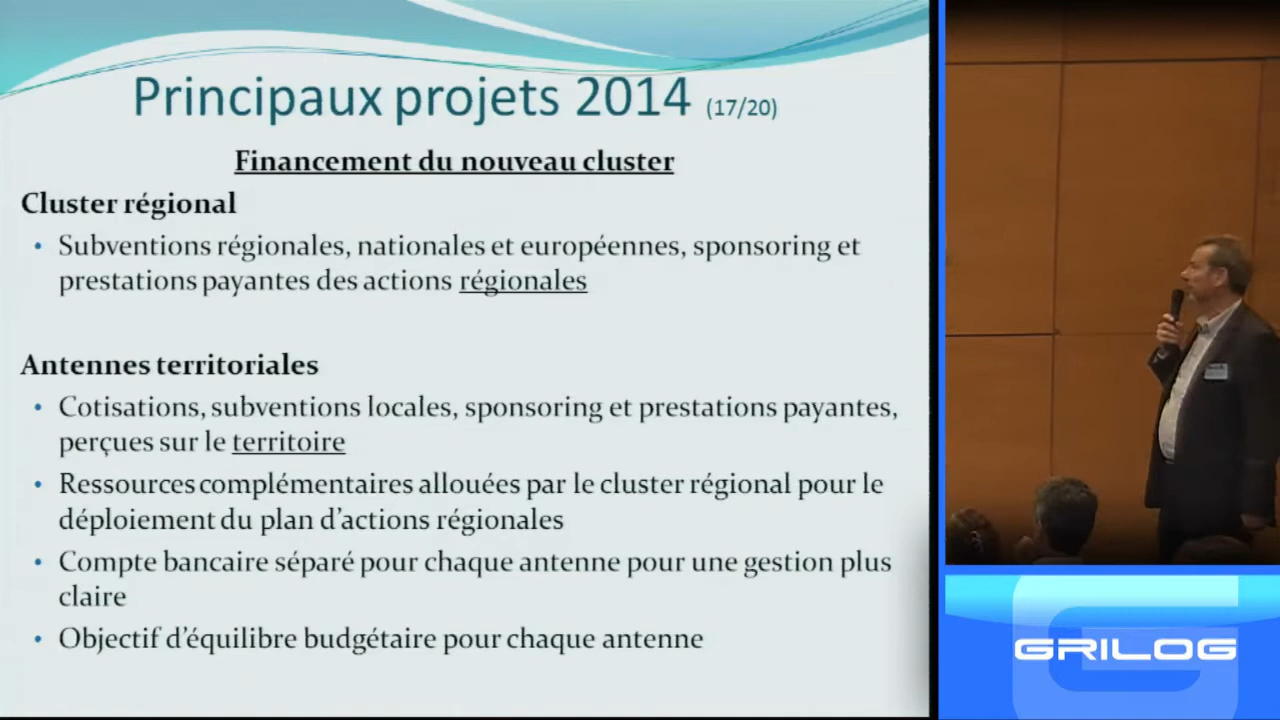 Principaux projets 2014 (17/20)
Financement du nouveau cluster
Cluster régional
• Subventions régionales, nationales et européennes, sponsoring et
prestations payantes des actions régionales
Antennes territoriales
• Cotisations, subventions locales, sponsoring et prestations payantes,
perçues sur le territoire
• Ressources complémentaires allouées par le cluster régional pour le
déploiement du plan d'actions régionales
• Compte bancaire séparé pour chaque antenne pour une gestion plus
claire
• Objectif d'équilibre budgétaire pour chaque antenne
GRILOG